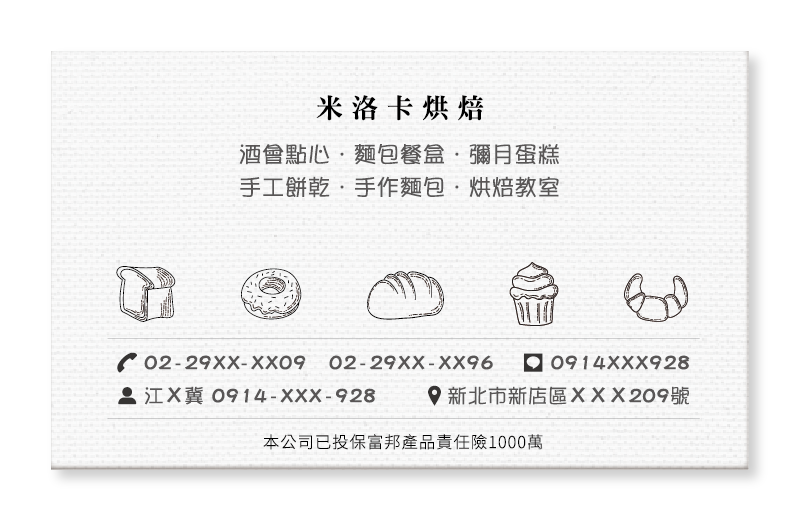 米洛卡烘焙
酒會點心・麵包餐盒・彌月蛋糕
手工餅乾・手作麵包・烘焙教室
02-29XX-XX09 02-29XX-XX96 0914XXX928
江X冀 0914-XXX-928 新北市新店區XXX209號
本公司已投保富邦產品責任險1000萬